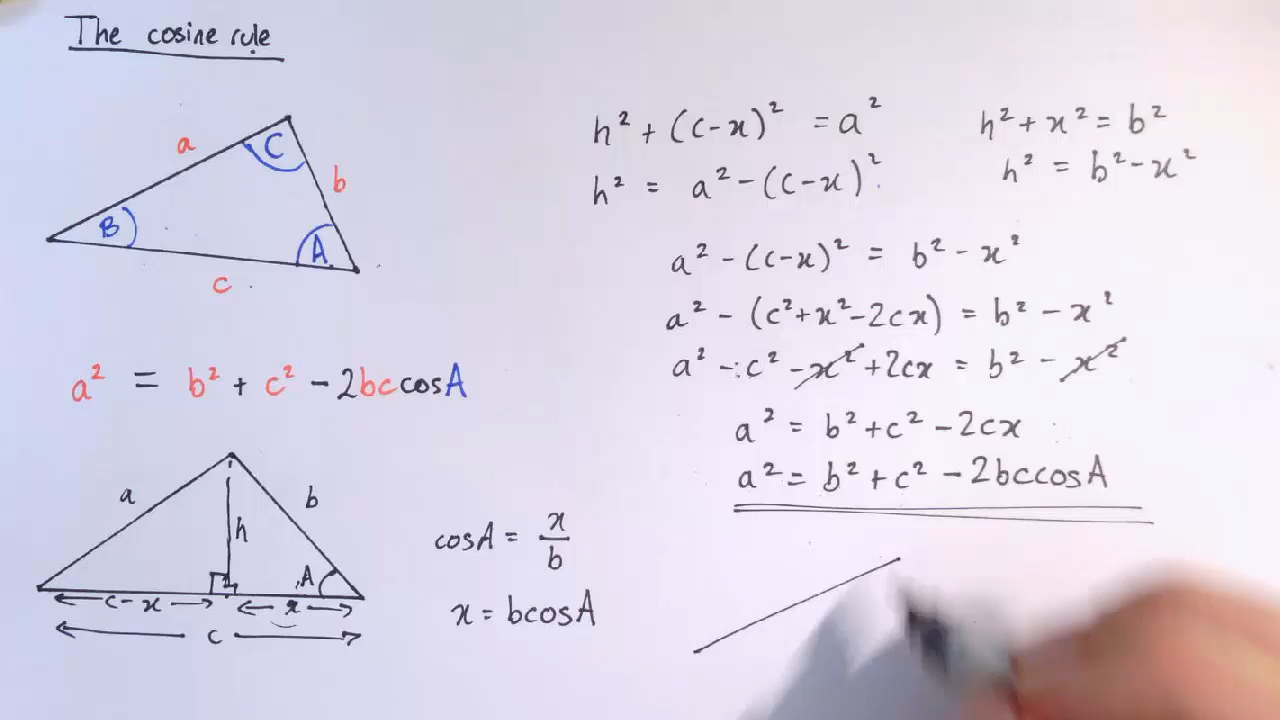 The cosine rule
a
C
b
B
A
c
a² = b² + c² - 2bccosA
a
b
h
A
c-x
x
c
cosA = x/b
x = bcosA
h² + (c-x)² = a²
h² = a² - (c-x)²
h² + x² = b²
h² = b² - x²
a² - (c-x)² = b² - x²
a² - (c²+x²-2cx) = b² - x²
a² - c² - x² + 2cx = b² - x²
a² = b² + c² - 2cx
a² = b² + c² - 2bccosA